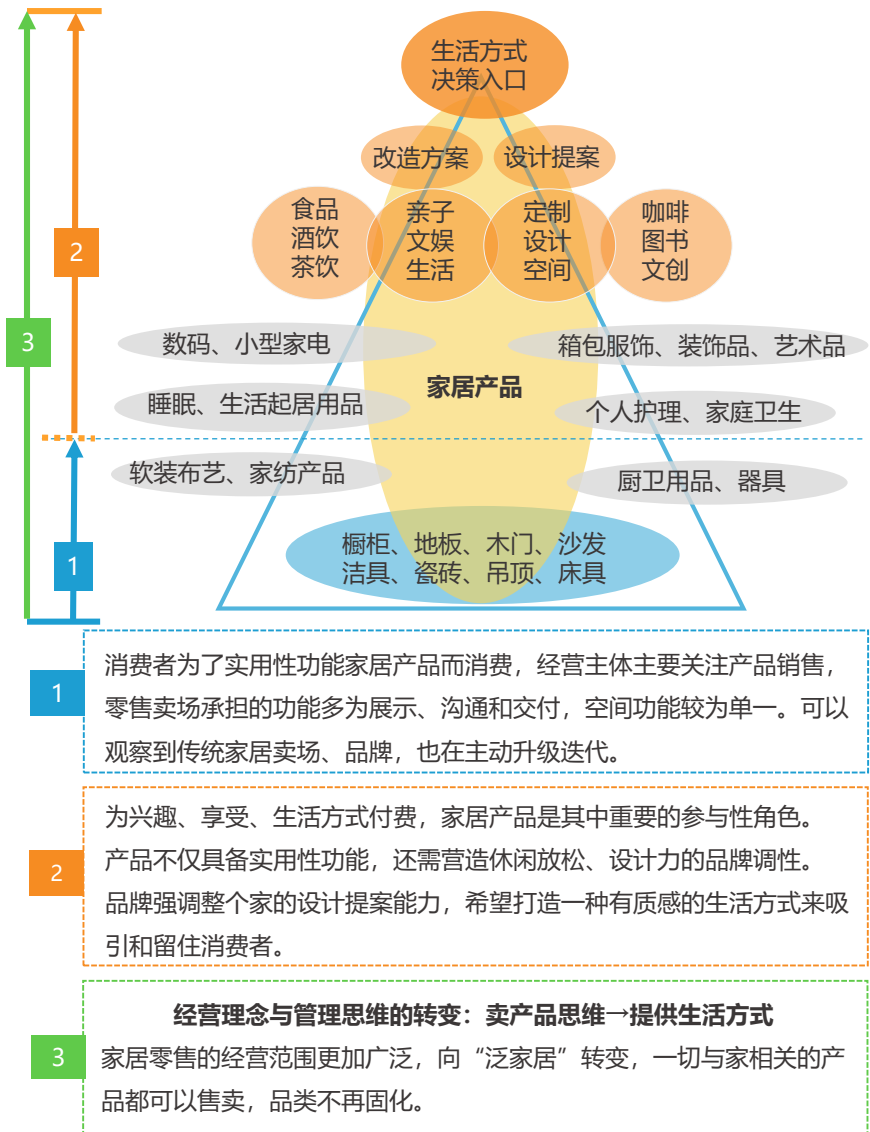 生活方式
决策入口
改造方案
设计提案
食品
酒饮
茶饮
亲子
文娱
生活
定制
设计
空间
咖啡
图书
文创
2
3
数码、小型家电
箱包服饰、装饰品、艺术品
家居产品
睡眠、生活起居用品
个人护理、家庭卫生
软装布艺、家纺产品
厨卫用品、器具
1
橱柜、地板、木门、沙发
洁具、瓷砖、吊顶、床具
1
消费者为了实用性功能家居产品而消费，经营主体主要关注产品销售，
零售卖场承担的功能多为展示、沟通和交付，空间功能较为单一。可以
观察到传统家居卖场、品牌，也在主动升级迭代。
2
为兴趣、享受、生活方式付费，家居产品是其中重要的参与性角色。
产品不仅具备实用性功能，还需营造休闲放松、设计力的品牌调性。
品牌强调整个家的设计提案能力，希望打造一种有质感的生活方式来吸
引和留住消费者。
3
经营理念与管理思维的转变：卖产品思维→提供生活方式
家居零售的经营范围更加广泛，向“泛家居”转变，一切与家相关的产
品都可以售卖，品类不再固化。